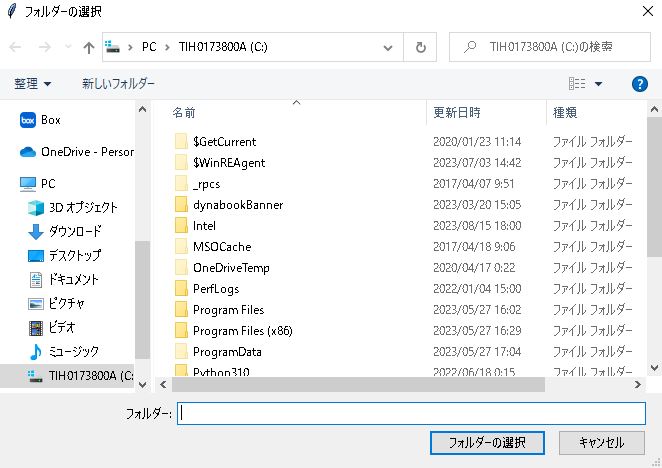 フォルダーの選択
PC > TIH0173800A (C:)
TIH0173800A (C:)の検索
整理 新しいフォルダー ?
box Box
OneDrive - Person
PC
3D オブジェクト
ダウンロード
デスクトップ
ドキュメント
ピクチャ
ビデオ
ミュージック
TIH0173800A (C:
名前 更新日時 種類
$GetCurrent 2020/01/23 11:14 ファイル フォルダー
$WinREAgent 2023/07/03 14:42 ファイル フォルダー
_rpcs 2017/04/07 9:51 ファイル フォルダー
dynabookBanner 2023/03/20 15:05 ファイル フォルダー
Intel 2023/08/15 18:00 ファイル フォルダー
MSOCache 2017/04/18 9:06 ファイル フォルダー
OneDriveTemp 2020/04/17 0:22 ファイル フォルダー
PerfLogs 2022/01/04 15:00 ファイル フォルダー
Program Files 2023/05/27 16:02 ファイル フォルダー
Program Files (x86) 2023/05/27 16:29 ファイル フォルダー
ProgramData 2023/05/27 17:04 ファイル フォルダー
Python310 2022/06/18 0:15 ファイル フォルダー
フォルダー:
フォルダーの選択 キャンセル